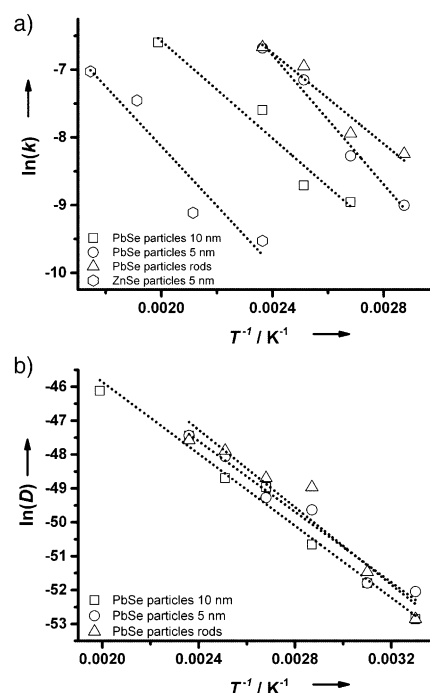 a)
-7
-8
-9
-10
ln(k)
PbSe particles 10 nm
PbSe particles 5 nm
PbSe particles rods
ZnSe particles 5 nm
0.0020 0.0024 0.0028
T⁻¹ / K⁻¹
b)
-46
-47
-48
-49
-50
-51
-52
-53
ln(D)
PbSe particles 10 nm
PbSe particles 5 nm
PbSe particles rods
0.0020 0.0024 0.0028 0.0032
T⁻¹ / K⁻¹